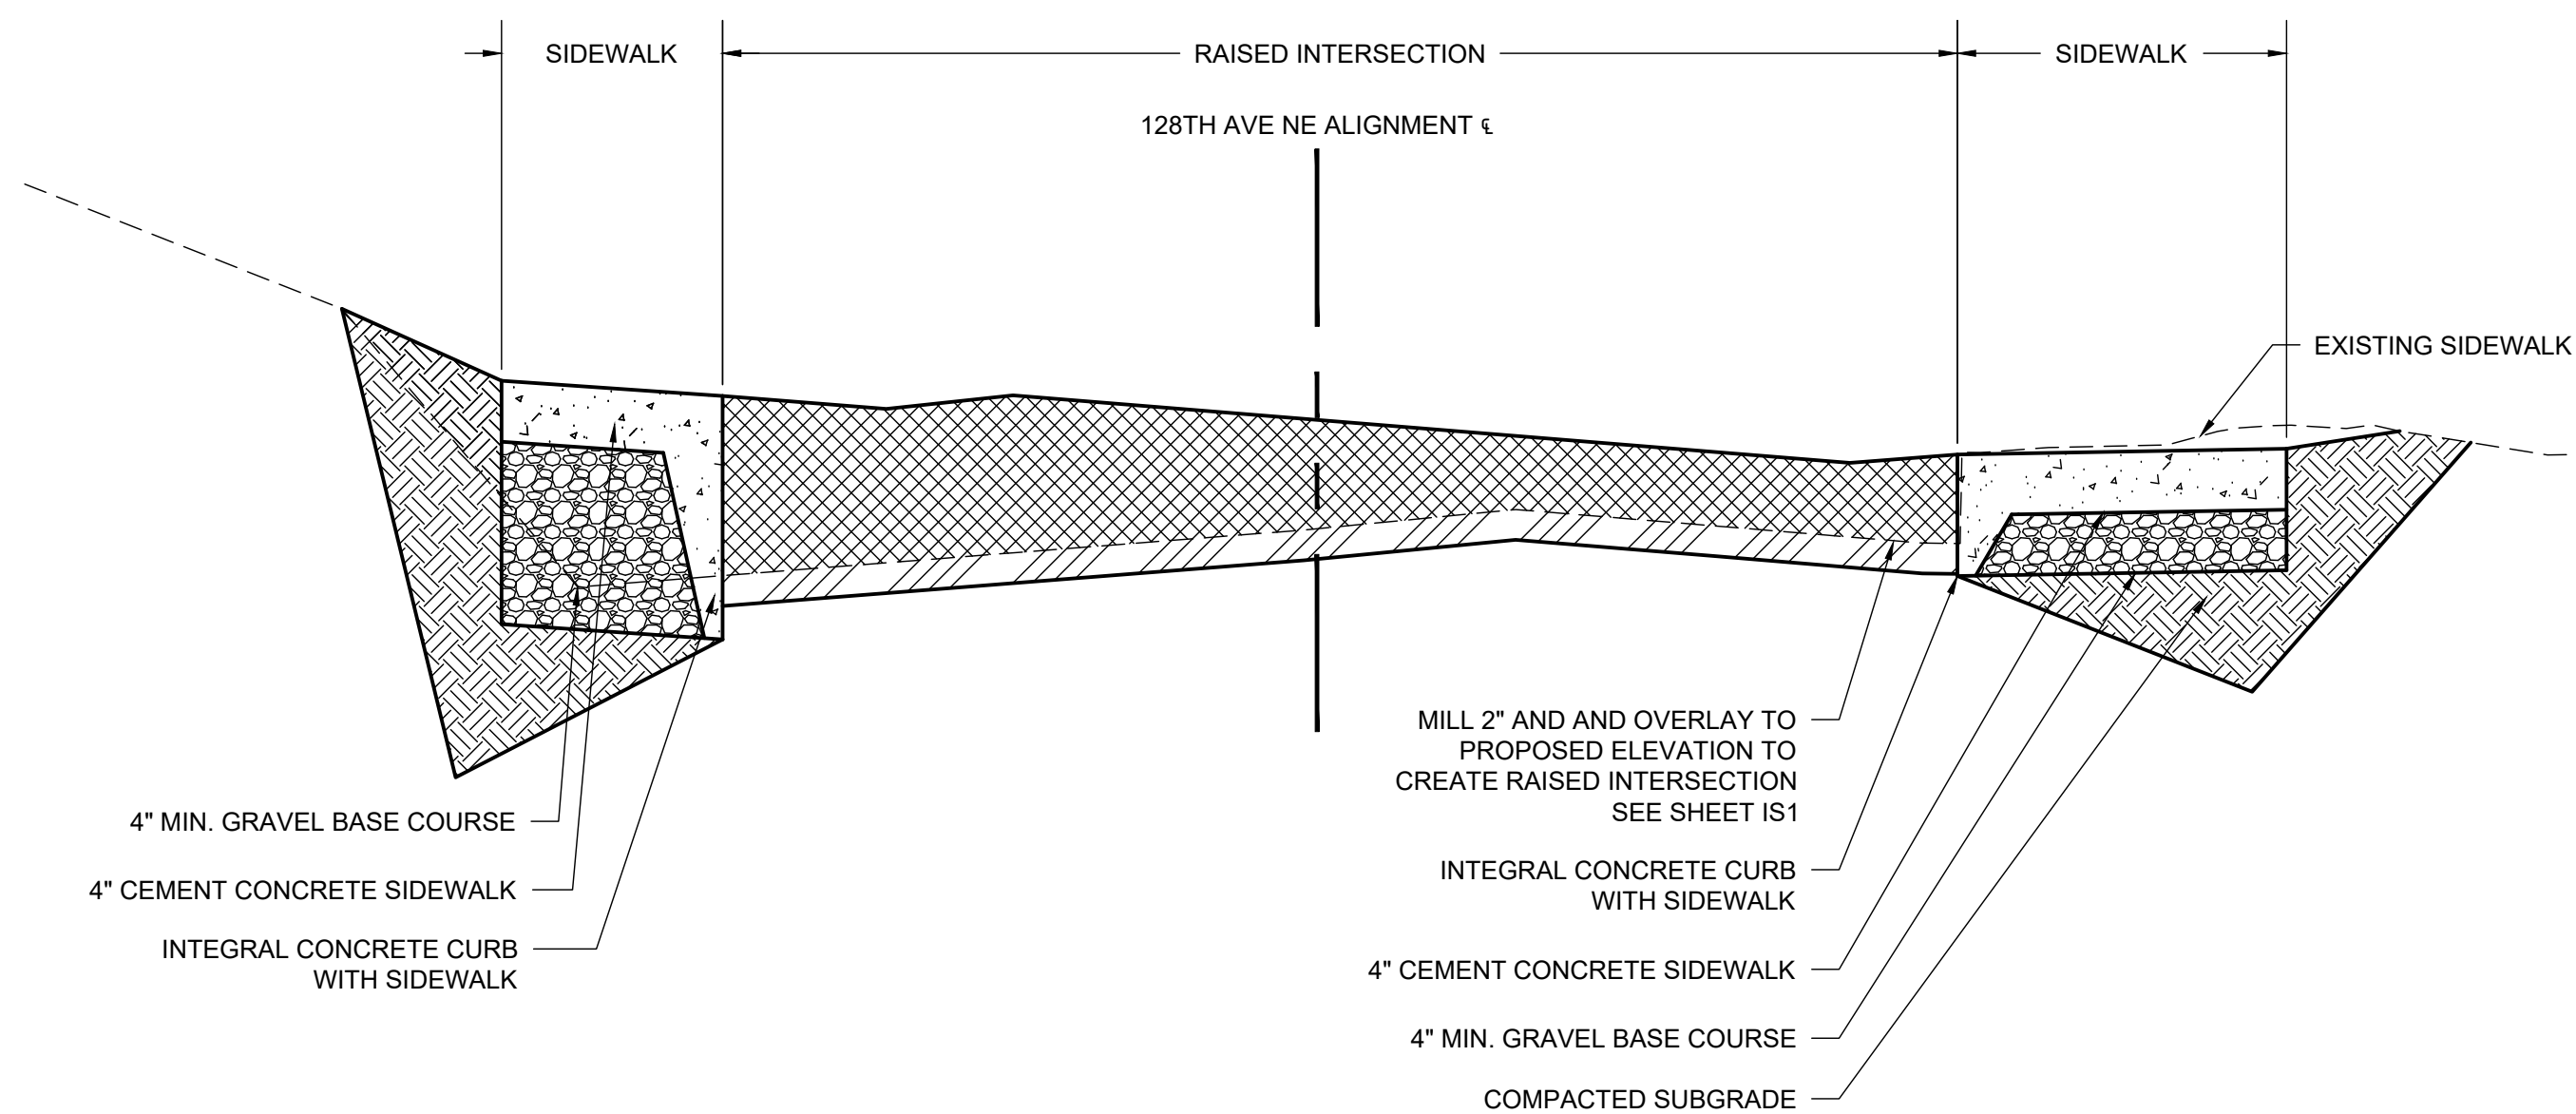 SIDEWALK
RAISED INTERSECTION
SIDEWALK
128TH AVE NE ALIGNMENT ℄
EXISTING SIDEWALK
4" MIN. GRAVEL BASE COURSE
4" CEMENT CONCRETE SIDEWALK
INTEGRAL CONCRETE CURB
WITH SIDEWALK
MILL 2" AND AND OVERLAY TO
PROPOSED ELEVATION TO
CREATE RAISED INTERSECTION
SEE SHEET IS1
INTEGRAL CONCRETE CURB
WITH SIDEWALK
4" CEMENT CONCRETE SIDEWALK
4" MIN. GRAVEL BASE COURSE
COMPACTED SUBGRADE